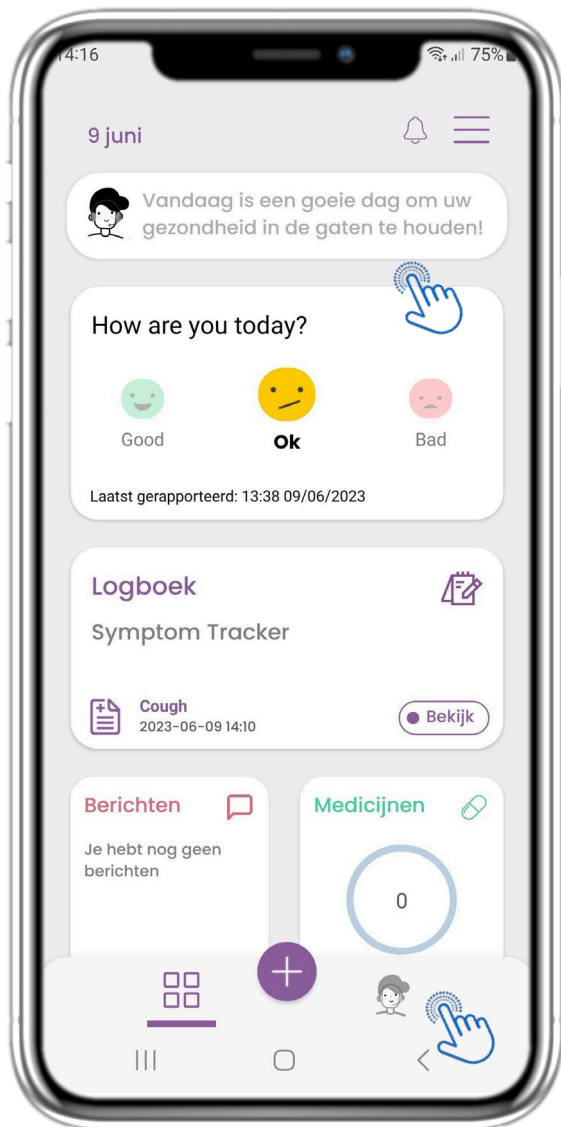 14:16
75%
9 juni
Vandaag is een goeie dag om uw
gezondheid in de gaten te houden!
How are you today?
Good
Ok
Bad
Laatst gerapporteerd: 13:38 09/06/2023
Logboek
Symptom Tracker
Cough
2023-06-09 14:10
Bekijk
Berichten
Je hebt nog geen
berichten
Medicijnen
0